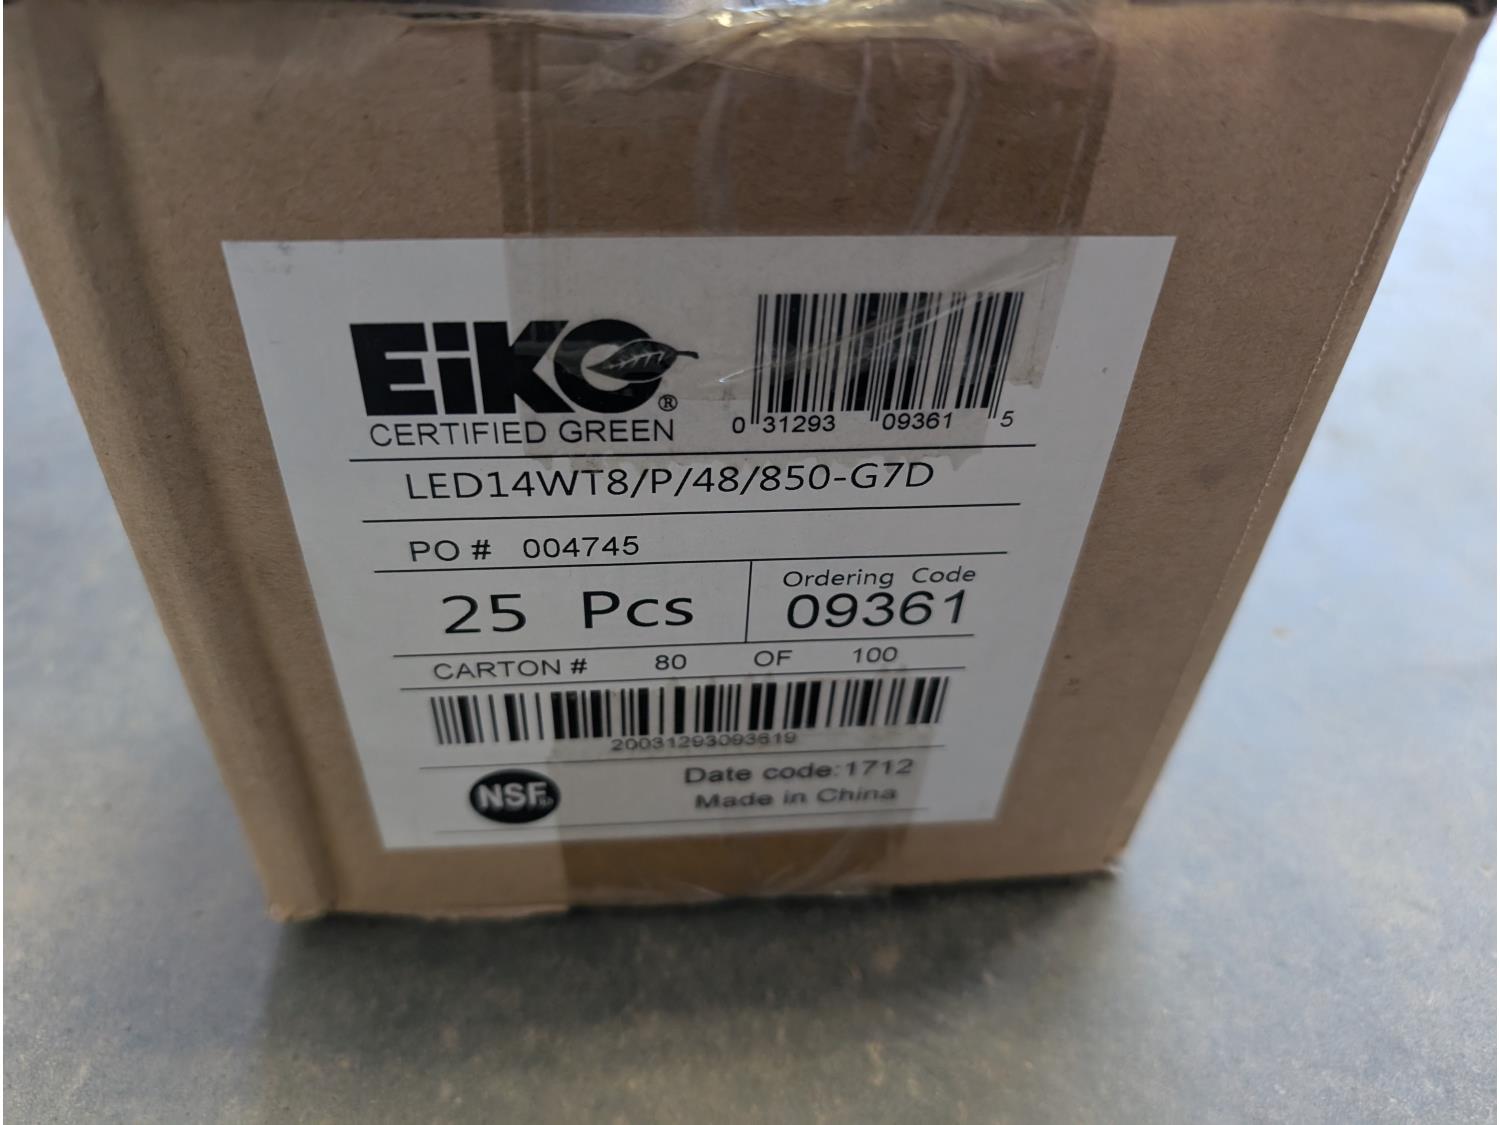 EiKO®
CERTIFIED GREEN
0 31293 09361 5
LED14WT8/P/48/850-G7D
PO # 004745
25 Pcs
Ordering Code
09361
CARTON # 80 OF 100
20031293093619
NSF
Date code:1712
Made in China